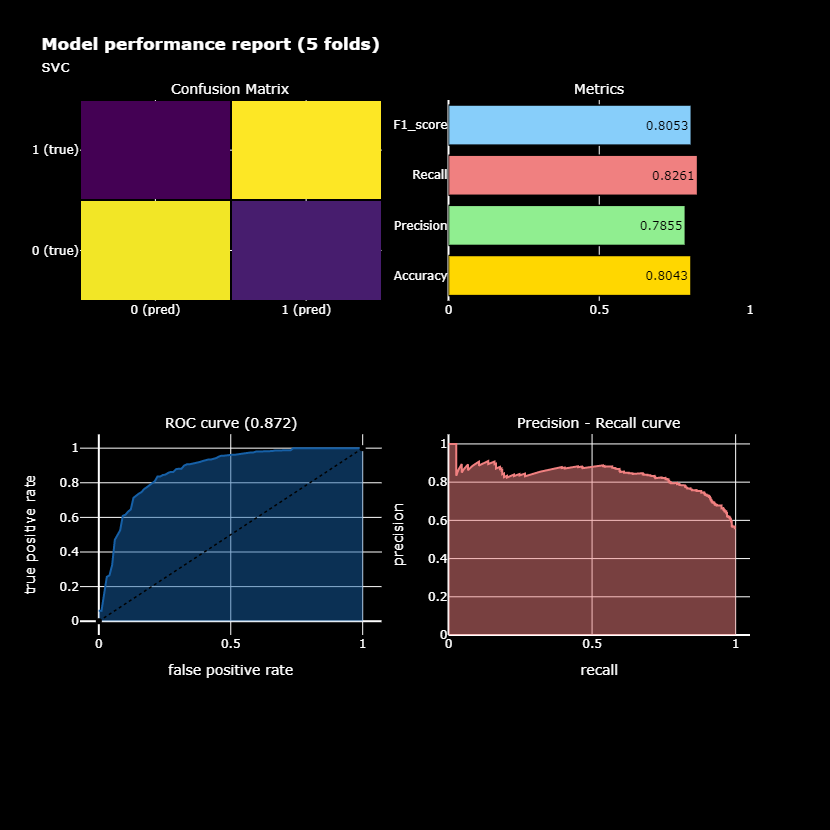 Model performance report (5 folds)
SVC
Confusion Matrix
1 (true)
0 (true)
0 (pred) 1 (pred)
Metrics
F1_score 0.8053
Recall 0.8261
Precision 0.7855
Accuracy 0.8043
0 0.5 1
ROC curve (0.872)
true positive rate
1
0.8
0.6
0.4
0.2
0
0 0.5 1
false positive rate
Precision - Recall curve
precision
1
0.8
0.6
0.4
0.2
0
0 0.5 1
recall